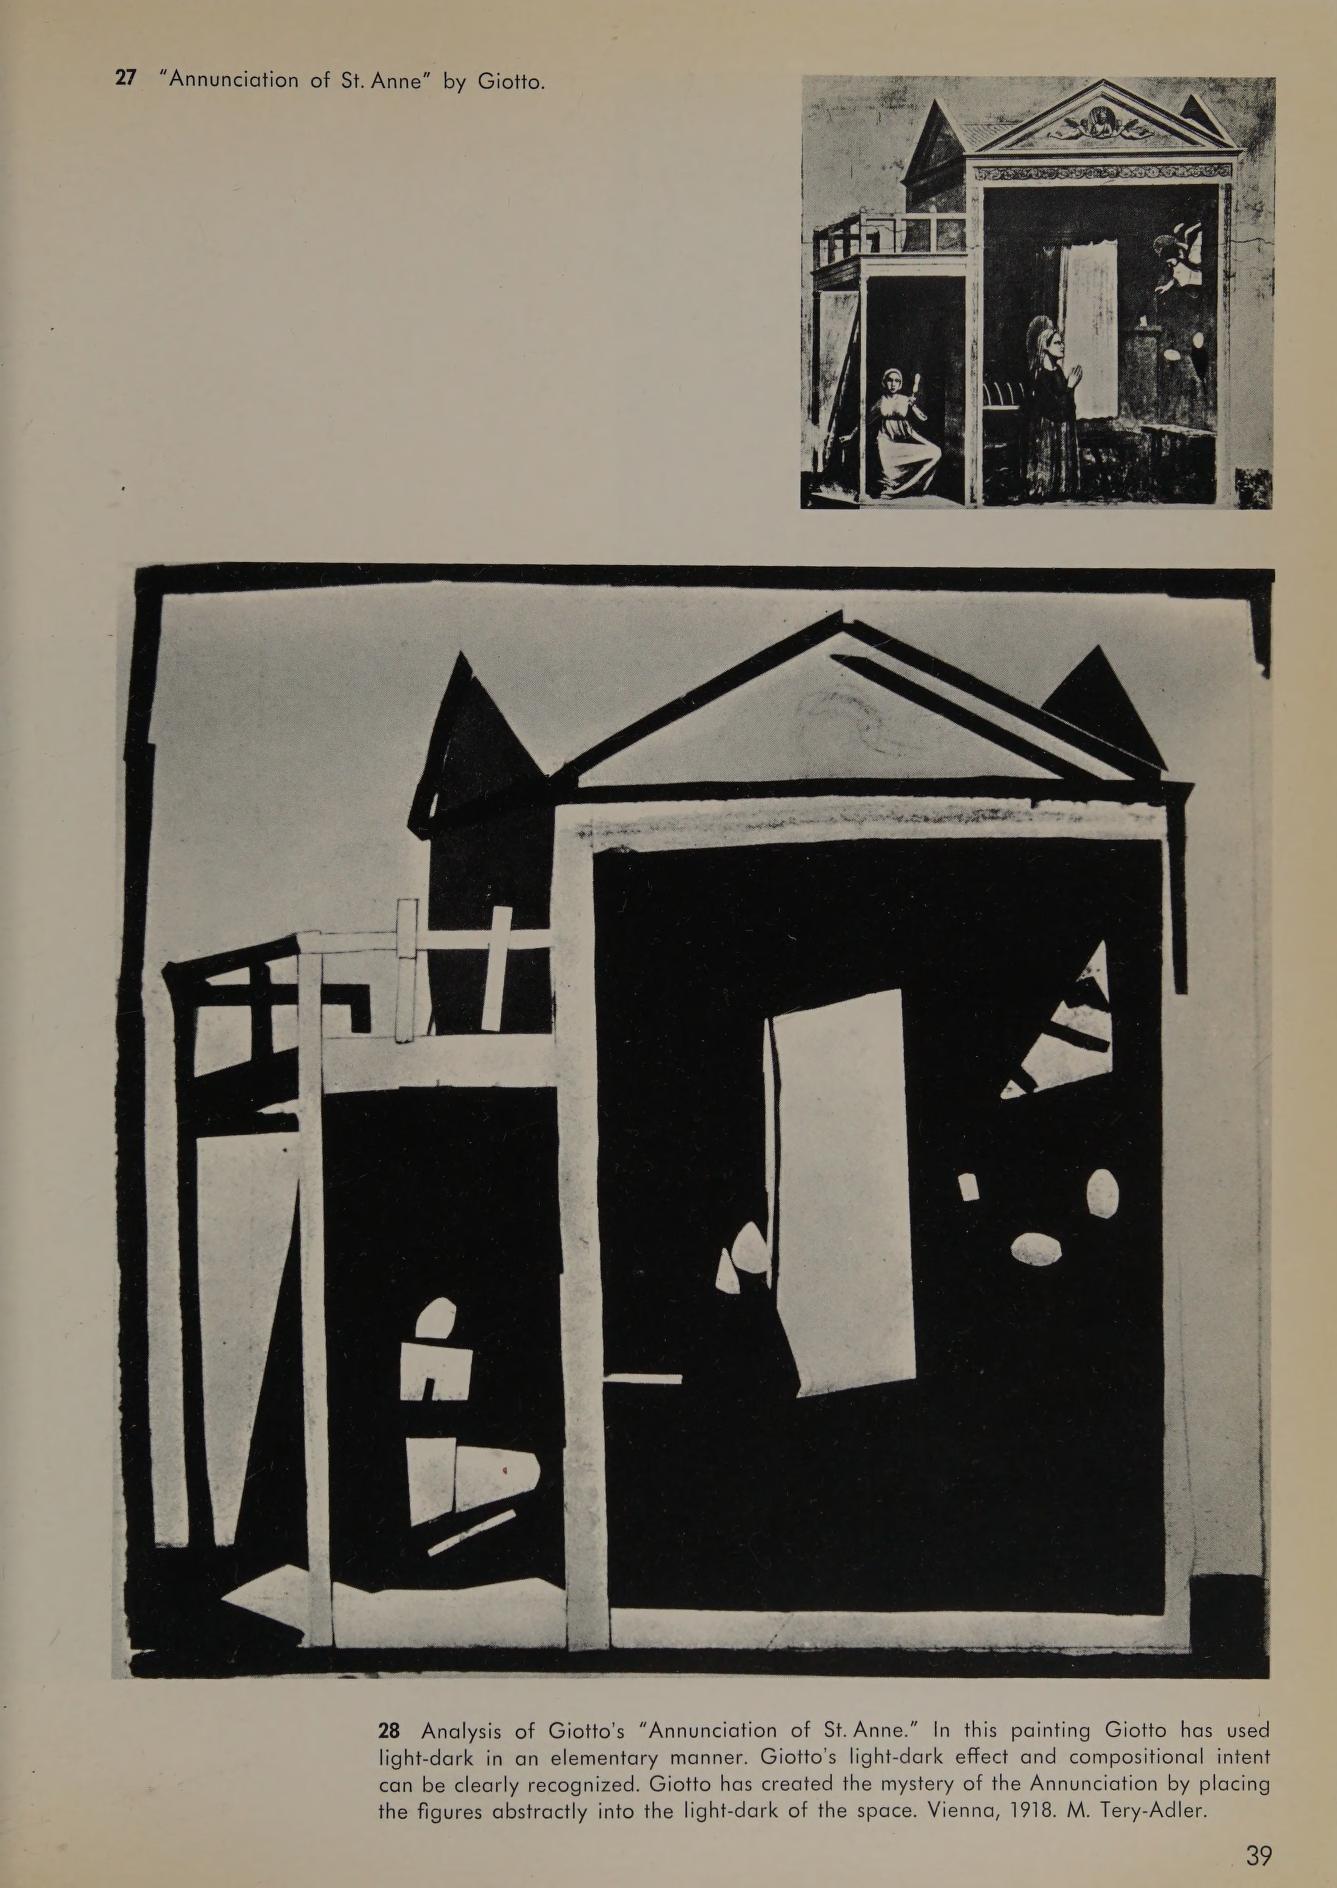 27 "Annunciation of St. Anne" by Giotto.
28 Analysis of Giotto's "Annunciation of St. Anne." In this painting Giotto has used
light-dark in an elementary manner. Giotto's light-dark effect and compositional intent
can be clearly recognized. Giotto has created the mystery of the Annunciation by placing
the figures abstractly into the light-dark of the space. Vienna, 1918. M. Tery-Adler.
39